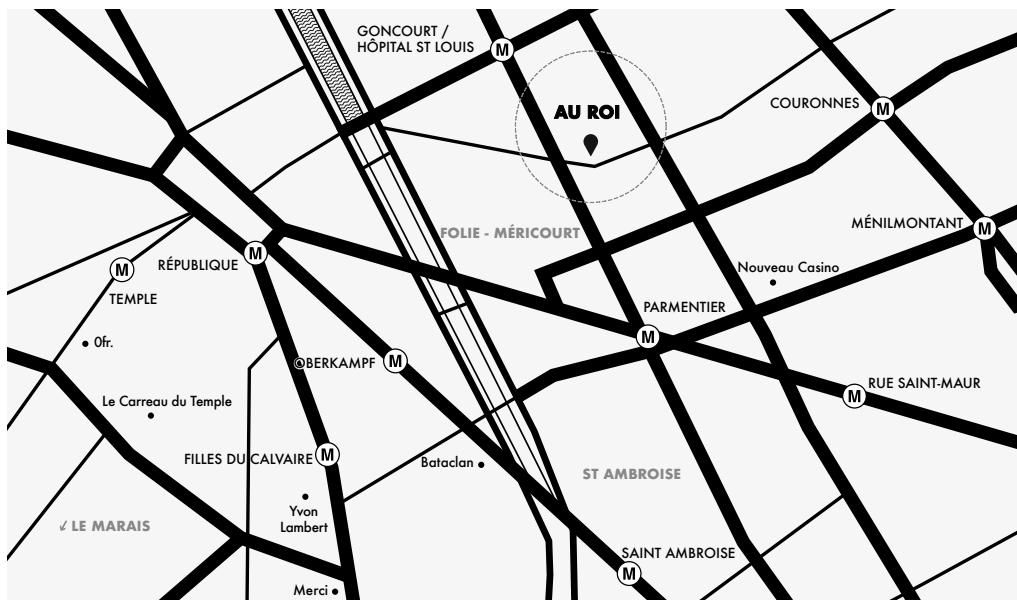 GONCOURT /
HÔPITAL ST LOUIS
M
AU ROI
COURONNES
M
FOLIE - MÉRICOURT
MÉNILMONTANT
M
RÉPUBLIQUE
M
M
TEMPLE
Nouveau Casino
PARMENTIER
M
Ofr.
OBERKAMPF
M
RUE SAINT-MAUR
M
Le Carreau du Temple
FILLES DU CALVAIRE
M
Bataclan
ST AMBROISE
Yvon
Lambert
LE MARAIS
SAINT AMBROISE
M
Merci